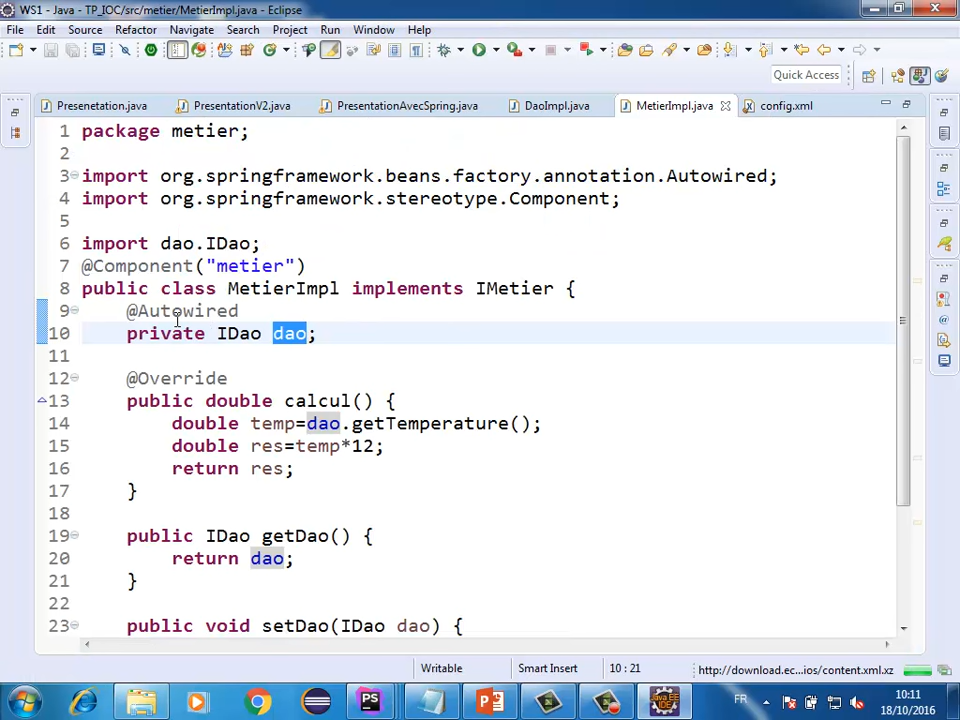 WS1 - Java - TP_IOC/src/metier/MetierImpl.java - Eclipse
File Edit Source Refactor Navigate Search Project Run Window Help
Quick Access
Presenetation.java PresentationV2.java PresentationAvecSpring.java DaoImpl.java MetierImpl.java config.xml
1 package metier;
2
3 import org.springframework.beans.factory.annotation.Autowired;
4 import org.springframework.stereotype.Component;
5
6 import dao.IDao;
7 @Component("metier")
8 public class MetierImpl implements IMetier {
9 @Autowired
10 private IDao dao;
11
12 @Override
13 public double calcul() {
14 double temp=dao.getTemperature();
15 double res=temp*12;
16 return res;
17 }
18
19 public IDao getDao() {
20 return dao;
21 }
22
23 public void setDao(IDao dao) {
Writable Smart Insert 10 : 21 http://download.ec...ios/content.xml.xz
PS Java EE IDE FR 10:11
18/10/2016